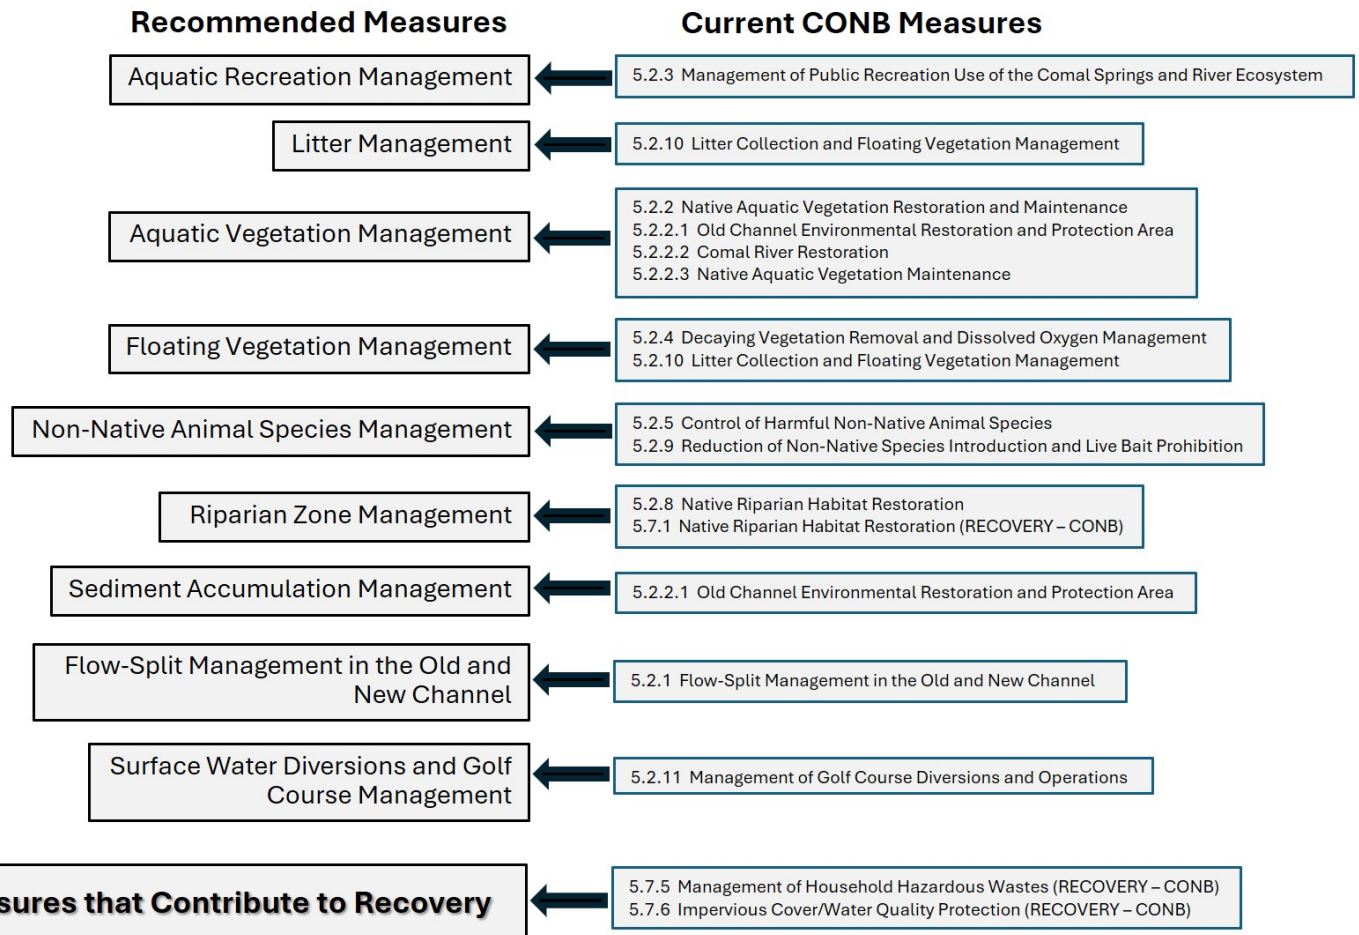 Recommended Measures
Current CONB Measures
Aquatic Recreation Management
5.2.3 Management of Public Recreation Use of the Comal Springs and River Ecosystem
Litter Management
5.2.10 Litter Collection and Floating Vegetation Management
Aquatic Vegetation Management
5.2.2 Native Aquatic Vegetation Restoration and Maintenance
5.2.2.1 Old Channel Environmental Restoration and Protection Area
5.2.2.2 Comal River Restoration
5.2.2.3 Native Aquatic Vegetation Maintenance
Floating Vegetation Management
5.2.4 Decaying Vegetation Removal and Dissolved Oxygen Management
5.2.10 Litter Collection and Floating Vegetation Management
Non-Native Animal Species Management
5.2.5 Control of Harmful Non-Native Animal Species
5.2.9 Reduction of Non-Native Species Introduction and Live Bait Prohibition
Riparian Zone Management
5.2.8 Native Riparian Habitat Restoration
5.7.1 Native Riparian Habitat Restoration (RECOVERY – CONB)
Sediment Accumulation Management
5.2.2.1 Old Channel Environmental Restoration and Protection Area
Flow-Split Management in the Old and
New Channel
5.2.1 Flow-Split Management in the Old and New Channel
Surface Water Diversions and Golf
Course Management
5.2.11 Management of Golf Course Diversions and Operations
sures that Contribute to Recovery
5.7.5 Management of Household Hazardous Wastes (RECOVERY – CONB)
5.7.6 Impervious Cover/Water Quality Protection (RECOVERY – CONB)